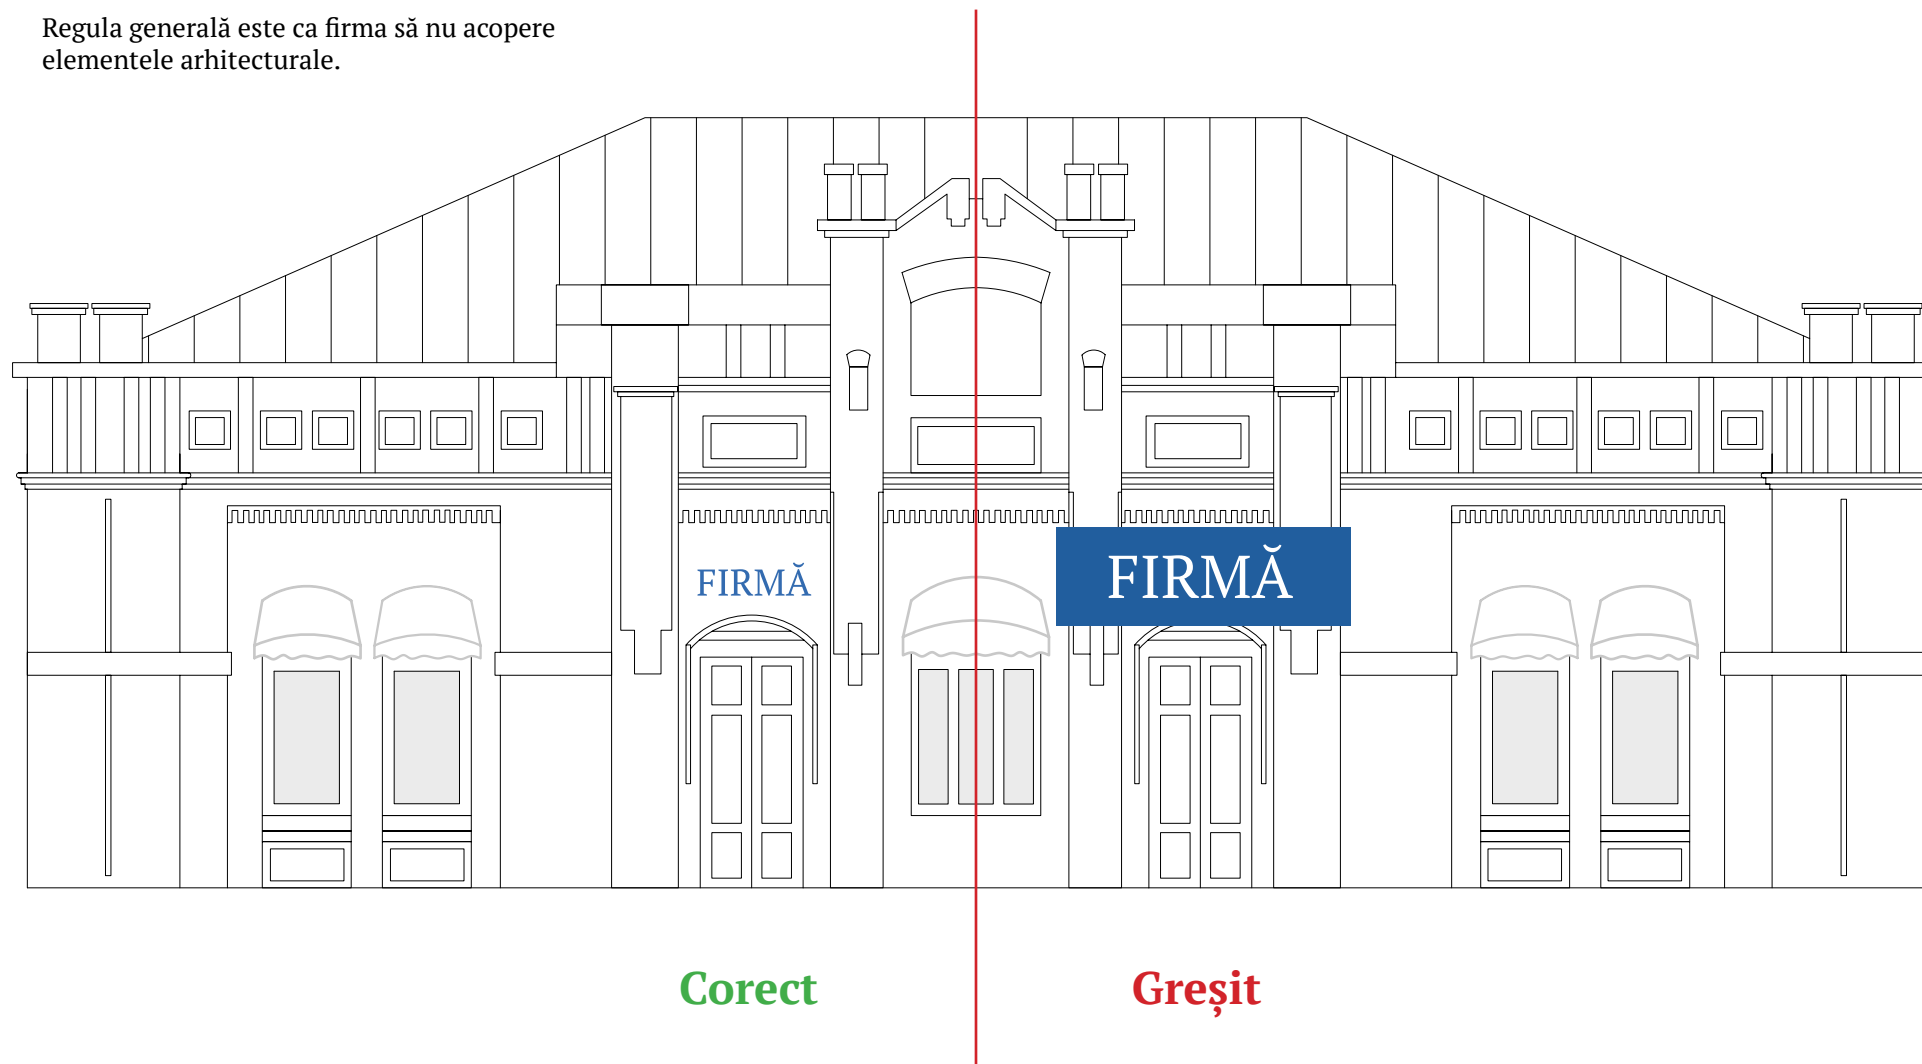 Regula generală este ca firma să nu acopere
elementele arhitecturale.
FIRMĂ
FIRMĂ
Corect
Greșit